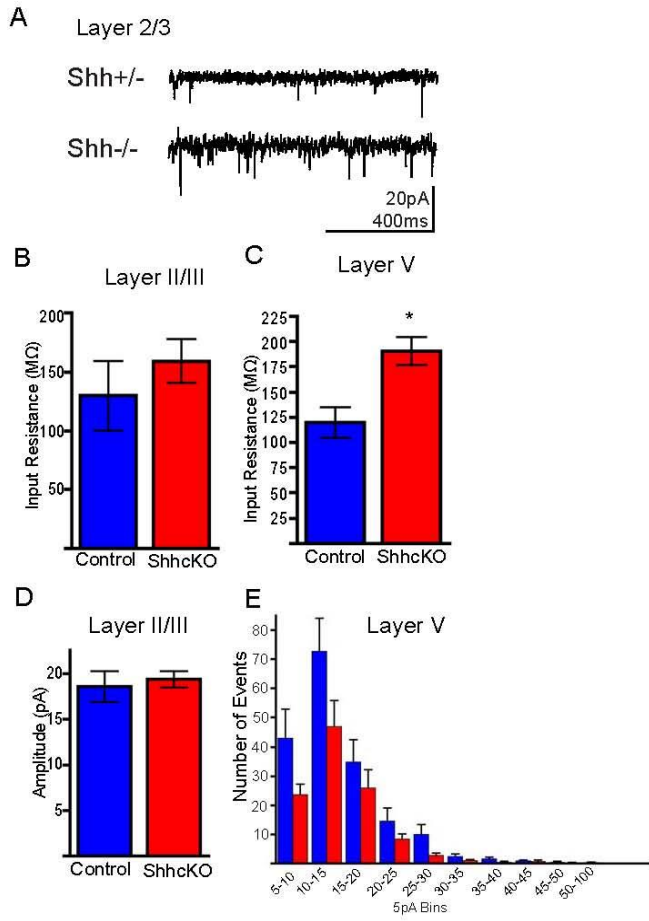 A
Layer 2/3
Shh+/-
Shh-/-
20pA
400ms
B
Layer II/III
Input Resistance (MΩ)
200
150
100
50
Control
ShhcKO
C
Layer V
*
Input Resistance (MΩ)
225
200
175
150
125
100
75
50
25
Control
ShhcKO
D
Layer II/III
Amplitude (pA)
20
15
10
5
Control
ShhcKO
E
Layer V
Number of Events
80
70
60
50
40
30
20
10
5-10
10-15
15-20
20-25
25-30
30-35
35-40
40-45
45-50
50-100
5pA Bins